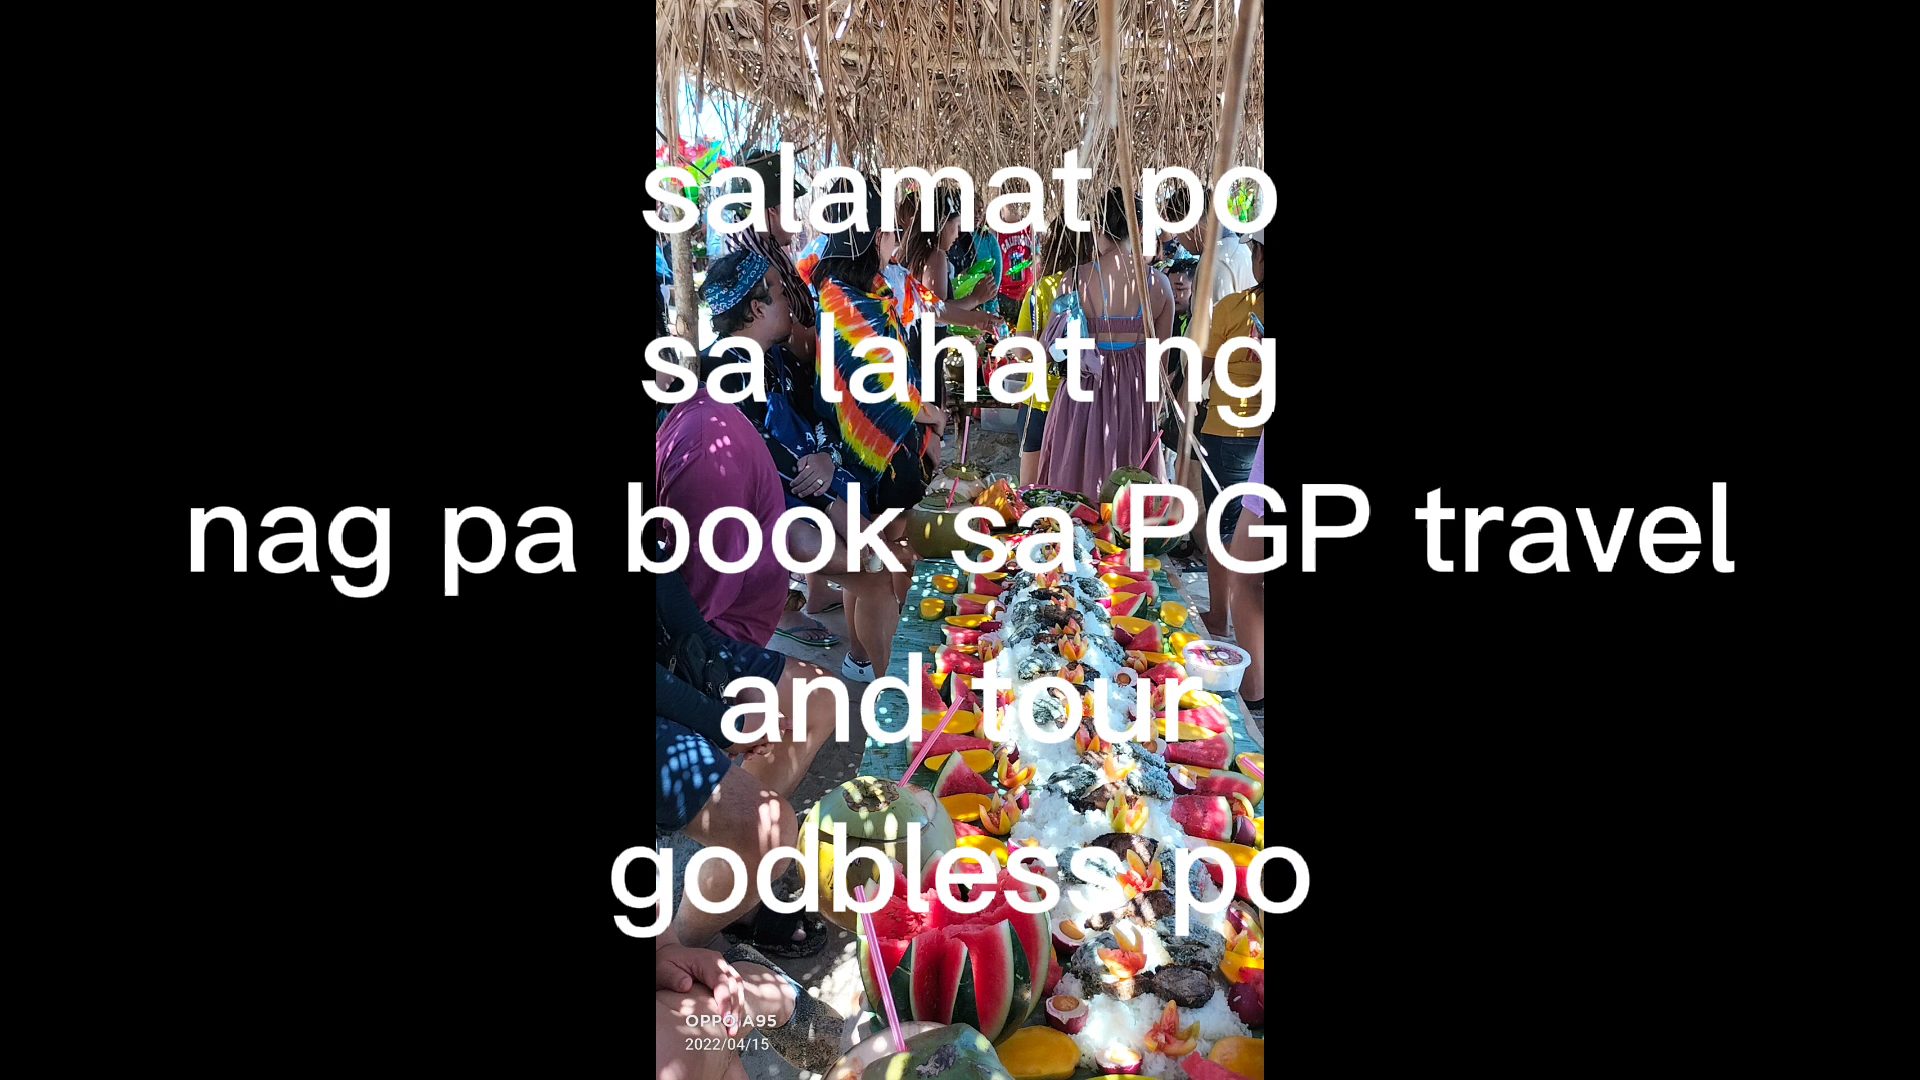 salamat po
sa lahat ng
nag pa book sa PGP travel
and tour
godbless po
OPPO A95
2022/04/15